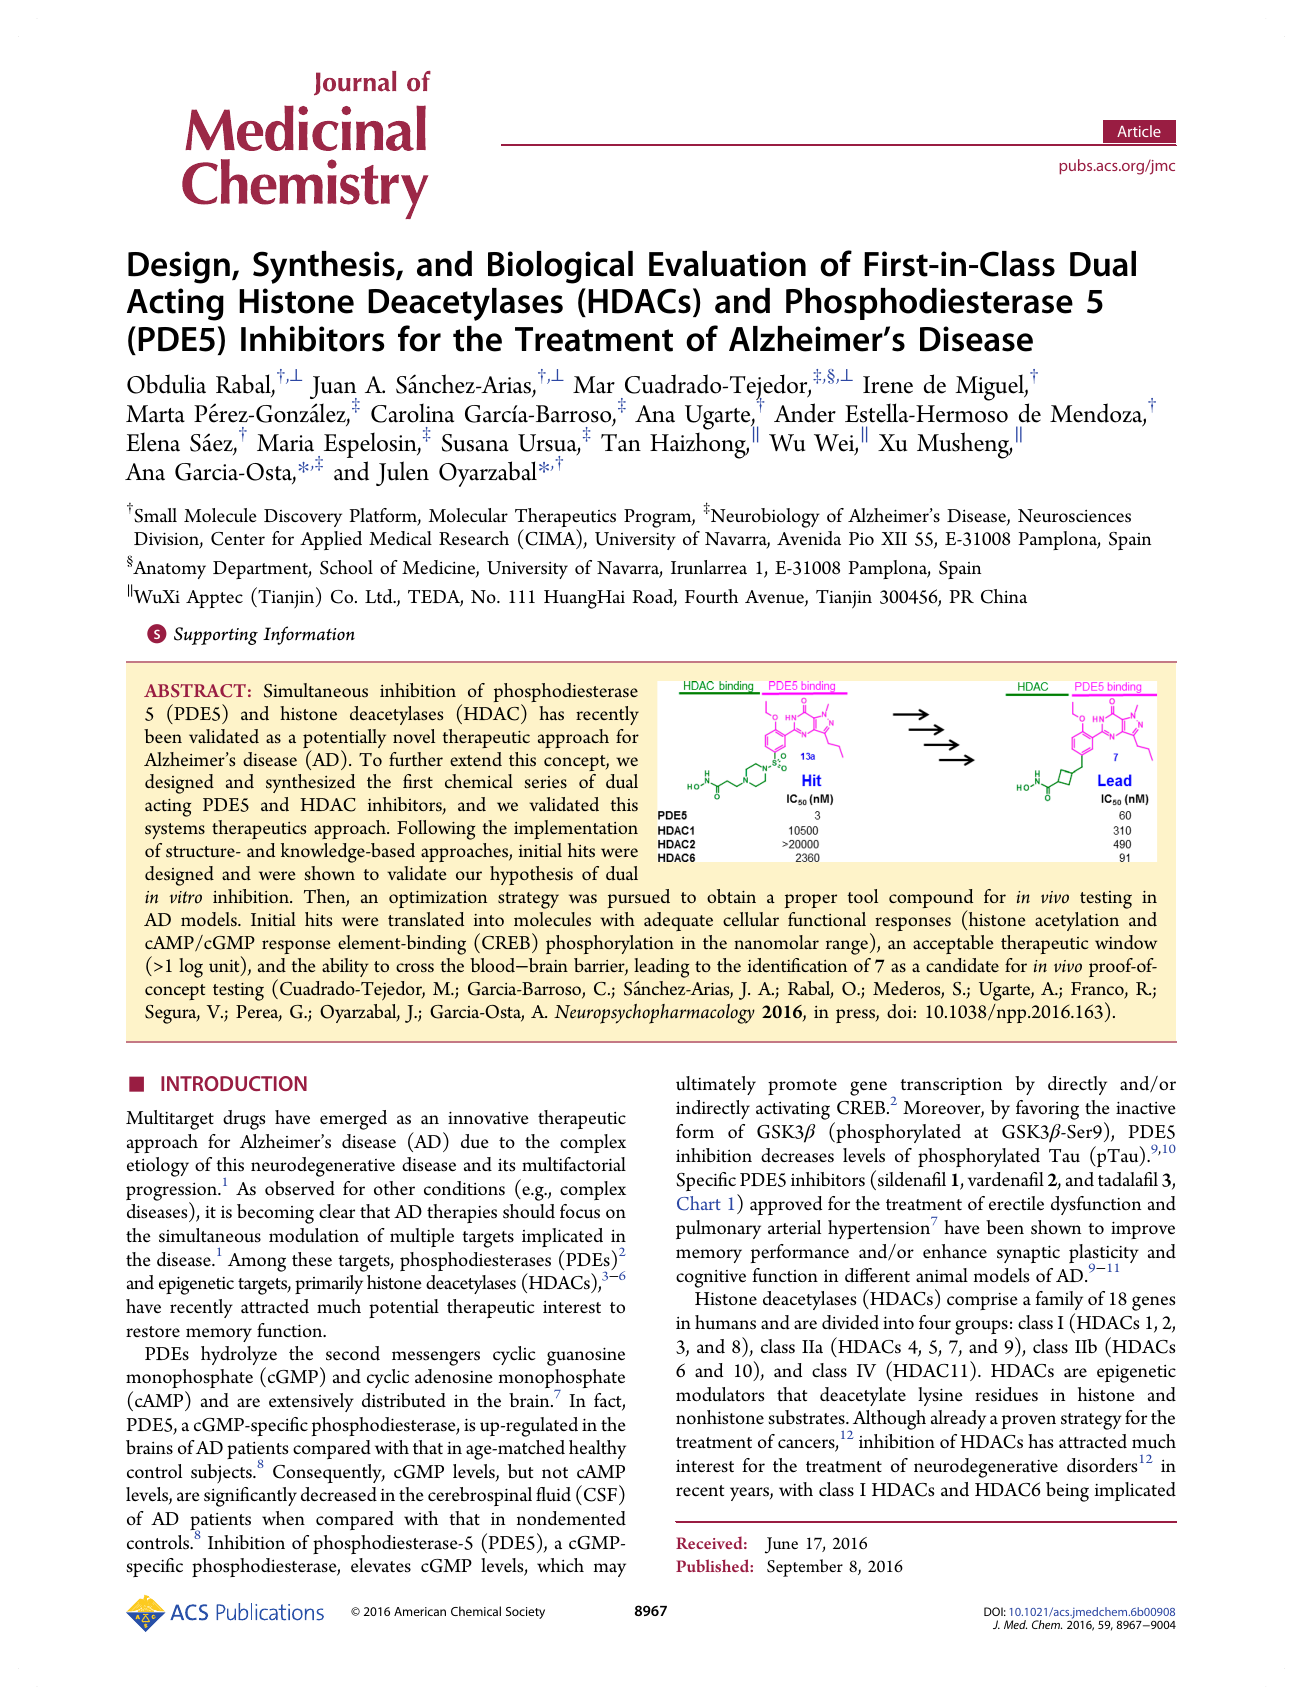 Journal of
Medicinal
Chemistry
Article
pubs.acs.org/jmc
Design, Synthesis, and Biological Evaluation of First-in-Class Dual
Acting Histone Deacetylases (HDACs) and Phosphodiesterase 5
(PDE5) Inhibitors for the Treatment of Alzheimer's Disease
Obdulia Rabal,†,⊥ Juan A. Sánchez-Arias,†,⊥ Mar Cuadrado-Tejedor,‡,§,⊥ Irene de Miguel,†
Marta Pérez-González,‡ Carolina García-Barroso,‡ Ana Ugarte,† Ander Estella-Hermoso de Mendoza,†
Elena Sáez,† Maria Espelosin,‡ Susana Ursua,‡ Tan Haizhong,∥ Wu Wei,∥ Xu Musheng,∥
Ana Garcia-Osta,*,‡ and Julen Oyarzabal*,†
†Small Molecule Discovery Platform, Molecular Therapeutics Program, ‡Neurobiology of Alzheimer's Disease, Neurosciences
Division, Center for Applied Medical Research (CIMA), University of Navarra, Avenida Pio XII 55, E-31008 Pamplona, Spain
§Anatomy Department, School of Medicine, University of Navarra, Irunlarrea 1, E-31008 Pamplona, Spain
∥WuXi Apptec (Tianjin) Co. Ltd., TEDA, No. 111 HuangHai Road, Fourth Avenue, Tianjin 300456, PR China
S Supporting Information
ABSTRACT: Simultaneous inhibition of phosphodiesterase
5 (PDE5) and histone deacetylases (HDAC) has recently
been validated as a potentially novel therapeutic approach for
Alzheimer's disease (AD). To further extend this concept, we
designed and synthesized the first chemical series of dual
acting PDE5 and HDAC inhibitors, and we validated this
systems therapeutics approach. Following the implementation
of structure- and knowledge-based approaches, initial hits were
designed and were shown to validate our hypothesis of dual
in vitro inhibition. Then, an optimization strategy was pursued to obtain a proper tool compound for in vivo testing in
AD models. Initial hits were translated into molecules with adequate cellular functional responses (histone acetylation and
cAMP/cGMP response element-binding (CREB) phosphorylation in the nanomolar range), an acceptable therapeutic window
(>1 log unit), and the ability to cross the blood−brain barrier, leading to the identification of 7 as a candidate for in vivo proof-of-
concept testing (Cuadrado-Tejedor, M.; Garcia-Barroso, C.; Sánchez-Arias, J. A.; Rabal, O.; Mederos, S.; Ugarte, A.; Franco, R.;
Segura, V.; Perea, G.; Oyarzabal, J.; Garcia-Osta, A. Neuropsychopharmacology 2016, in press, doi: 10.1038/npp.2016.163).
HDAC binding PDE5 binding
HDAC PDE5 binding
13a
7
Hit
Lead
IC50 (nM)
IC50 (nM)
PDE5 3 60
HDAC1 10500 310
HDAC2 >20000 490
HDAC6 2360 91
■ INTRODUCTION
Multitarget drugs have emerged as an innovative therapeutic
approach for Alzheimer's disease (AD) due to the complex
etiology of this neurodegenerative disease and its multifactorial
progression.1 As observed for other conditions (e.g., complex
diseases), it is becoming clear that AD therapies should focus on
the simultaneous modulation of multiple targets implicated in
the disease.1 Among these targets, phosphodiesterases (PDEs)2
and epigenetic targets, primarily histone deacetylases (HDACs),3−6
have recently attracted much potential therapeutic interest to
restore memory function.
PDEs hydrolyze the second messengers cyclic guanosine
monophosphate (cGMP) and cyclic adenosine monophosphate
(cAMP) and are extensively distributed in the brain.7 In fact,
PDE5, a cGMP-specific phosphodiesterase, is up-regulated in the
brains of AD patients compared with that in age-matched healthy
control subjects.8 Consequently, cGMP levels, but not cAMP
levels, are significantly decreased in the cerebrospinal fluid (CSF)
of AD patients when compared with that in nondemented
controls.8 Inhibition of phosphodiesterase-5 (PDE5), a cGMP-
specific phosphodiesterase, elevates cGMP levels, which may
ultimately promote gene transcription by directly and/or
indirectly activating CREB.2 Moreover, by favoring the inactive
form of GSK3β (phosphorylated at GSK3β-Ser9), PDE5
inhibition decreases levels of phosphorylated Tau (pTau).9,10
Specific PDE5 inhibitors (sildenafil 1, vardenafil 2, and tadalafil 3,
Chart 1) approved for the treatment of erectile dysfunction and
pulmonary arterial hypertension7 have been shown to improve
memory performance and/or enhance synaptic plasticity and
cognitive function in different animal models of AD.9−11
Histone deacetylases (HDACs) comprise a family of 18 genes
in humans and are divided into four groups: class I (HDACs 1, 2,
3, and 8), class IIa (HDACs 4, 5, 7, and 9), class IIb (HDACs
6 and 10), and class IV (HDAC11). HDACs are epigenetic
modulators that deacetylate lysine residues in histone and
nonhistone substrates. Although already a proven strategy for the
treatment of cancers,12 inhibition of HDACs has attracted much
interest for the treatment of neurodegenerative disorders12 in
recent years, with class I HDACs and HDAC6 being implicated
Received: June 17, 2016
Published: September 8, 2016
ACS Publications
© 2016 American Chemical Society
8967
DOI: 10.1021/acs.jmedchem.6b00908
J. Med. Chem. 2016, 59, 8967−9004